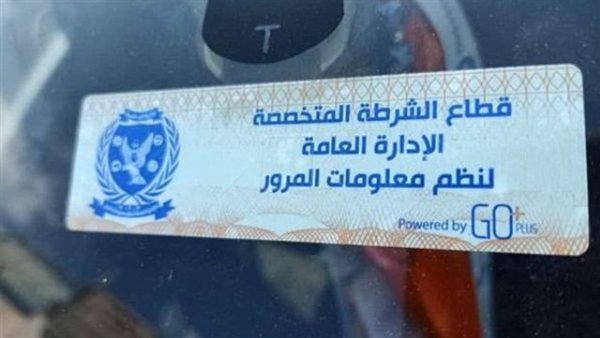 T
قطاع الشرطة المتخصصة
الإدارة العامة
لنظم معلومات المرور
Powered by GO+ PLUS